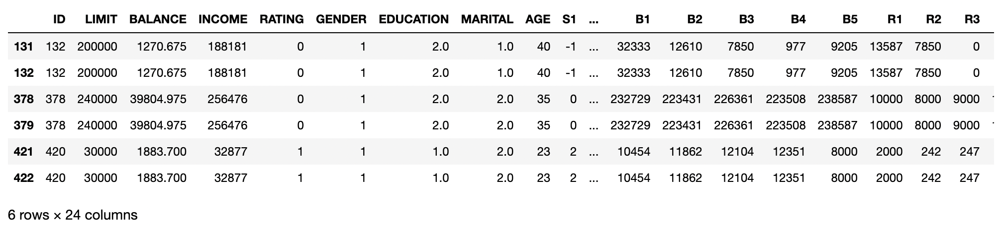 ID LIMIT BALANCE INCOME RATING GENDER EDUCATION MARITAL AGE S1 ... B1 B2 B3 B4 B5 R1 R2 R3
131 132 200000 1270.675 188181 0 1 2.0 1.0 40 -1 ... 32333 12610 7850 977 9205 13587 7850 0
132 132 200000 1270.675 188181 0 1 2.0 1.0 40 -1 ... 32333 12610 7850 977 9205 13587 7850 0
378 378 240000 39804.975 256476 0 1 2.0 2.0 35 0 ... 232729 223431 226361 223508 238587 10000 8000 9000
379 378 240000 39804.975 256476 0 1 2.0 2.0 35 0 ... 232729 223431 226361 223508 238587 10000 8000 9000
421 420 30000 1883.700 32877 1 1 1.0 2.0 23 2 ... 10454 11862 12104 12351 8000 2000 242 247
422 420 30000 1883.700 32877 1 1 1.0 2.0 23 2 ... 10454 11862 12104 12351 8000 2000 242 247
6 rows × 24 columns